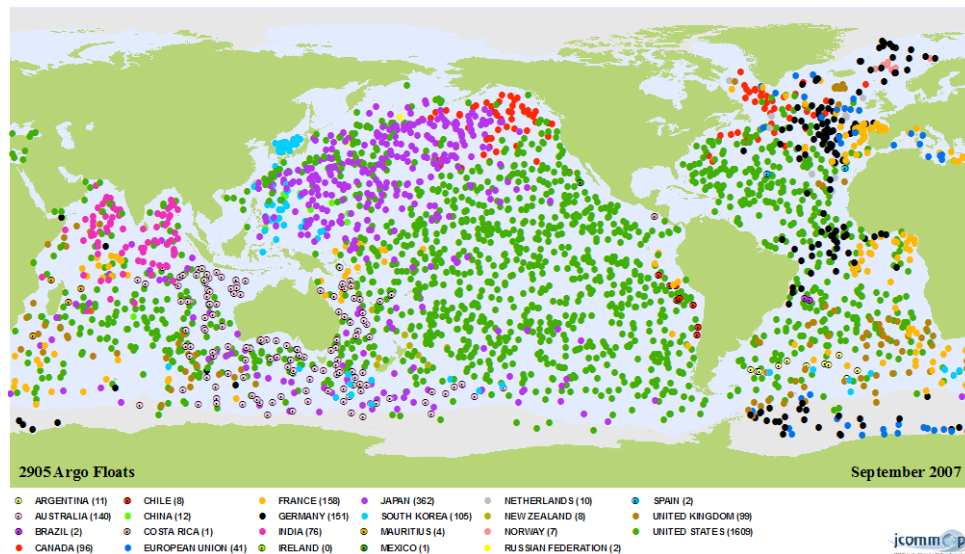 2905 Argo Floats
September 2007
ARGENTINA (11)
CHILE (8)
FRANCE (158)
JAPAN (362)
NETHERLANDS (10)
SPAIN (2)
AUSTRALIA (140)
CHINA (12)
GERMANY (151)
SOUTH KOREA (105)
NEW ZEALAND (8)
UNITED KINGDOM (99)
BRAZIL (2)
COSTA RICA (1)
INDIA (76)
MAURITIUS (4)
NORWAY (7)
UNITED STATES (1609)
CANADA (96)
EUROPEAN UNION (41)
IRELAND (0)
MEXICO (1)
RUSSIAN FEDERATION (2)
jcommop